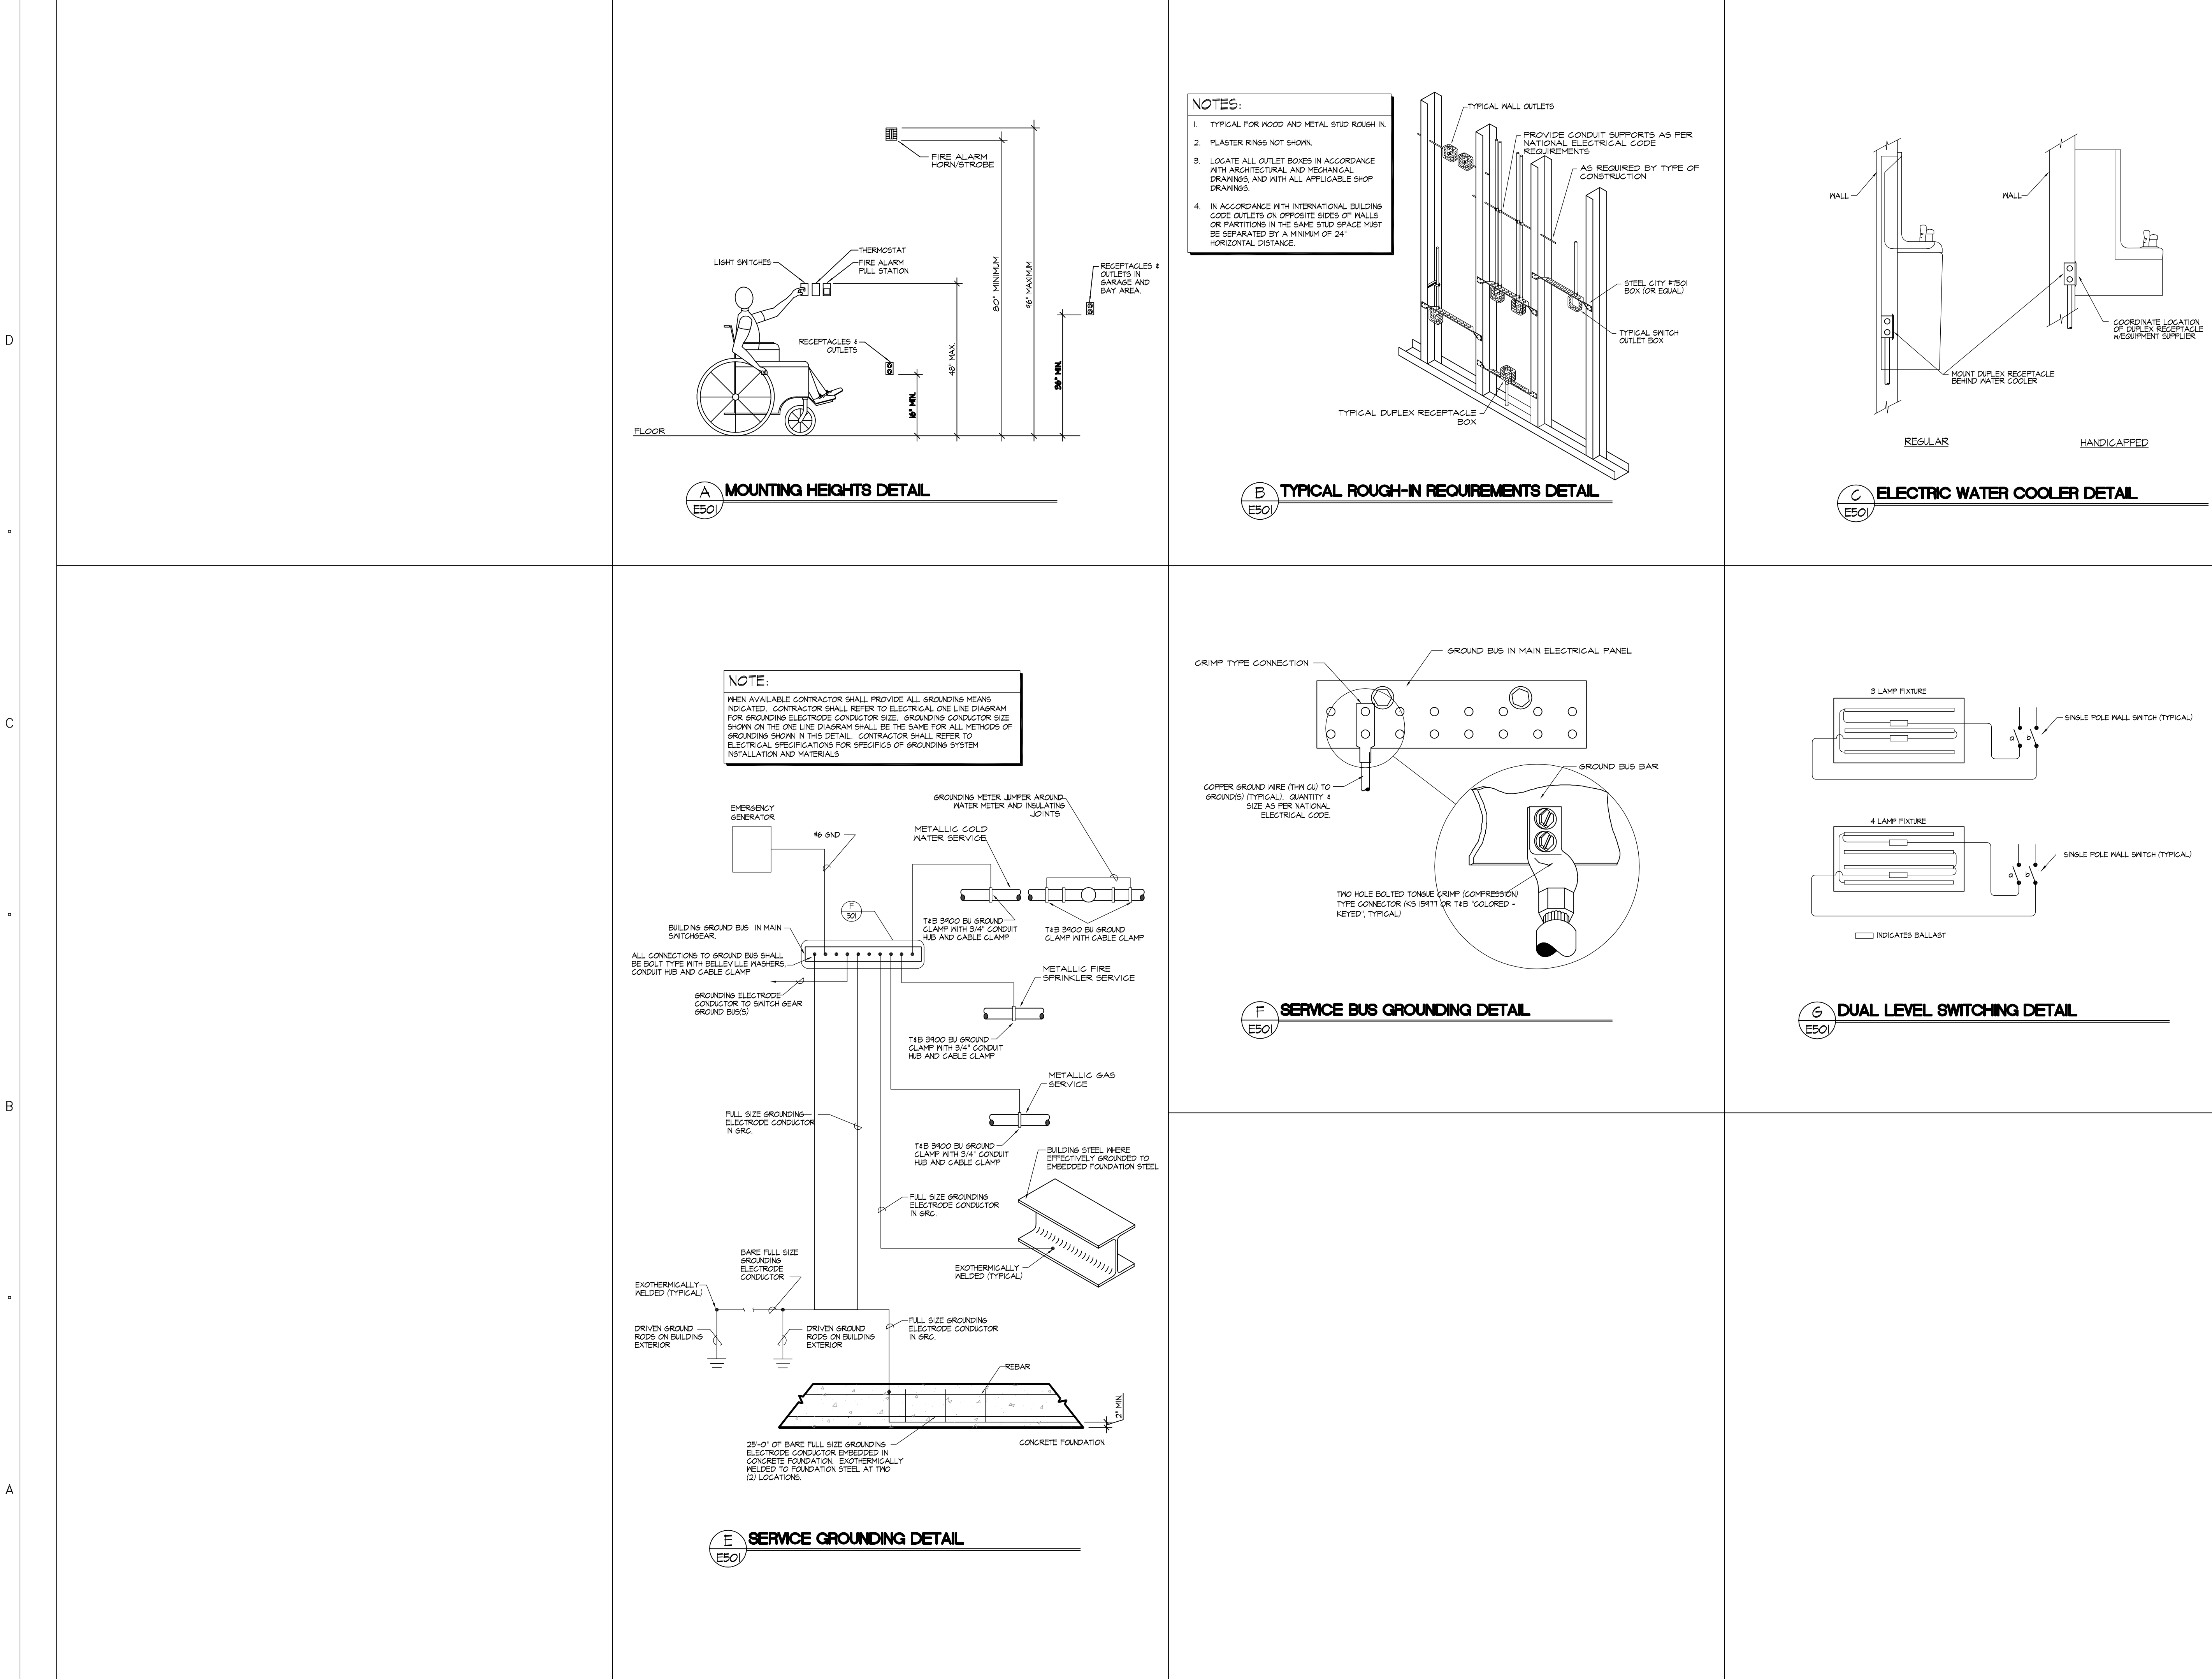 D
C
B
A
FIRE ALARM
HORN/STROBE
THERMOSTAT
LIGHT SWITCHES
FIRE ALARM
PULL STATION
RECEPTACLES &
OUTLETS
RECEPTACLES &
OUTLETS IN
GARAGE AND
BAY AREA.
16" MIN.
48" MAX.
80" MINIMUM
96" MAXIMUM
FLOOR
A
E501
MOUNTING HEIGHTS DETAIL
NOTES:
1. TYPICAL FOR WOOD AND METAL STUD ROUGH IN.
2. PLASTER RINGS NOT SHOWN.
3. LOCATE ALL OUTLET BOXES IN ACCORDANCE
WITH ARCHITECTURAL AND MECHANICAL
DRAWINGS, AND WITH ALL APPLICABLE SHOP
DRAWINGS.
4. IN ACCORDANCE WITH INTERNATIONAL BUILDING
CODE OUTLETS ON OPPOSITE SIDES OF WALLS
OR PARTITIONS IN THE SAME STUD SPACE MUST
BE SEPARATED BY A MINIMUM OF 24"
HORIZONTAL DISTANCE.
TYPICAL WALL OUTLETS
PROVIDE CONDUIT SUPPORTS AS PER
NATIONAL ELECTRICAL CODE
REQUIREMENTS
AS REQUIRED BY TYPE OF
CONSTRUCTION
STEEL CITY #7501
BOX (OR EQUAL)
TYPICAL SWITCH
OUTLET BOX
TYPICAL DUPLEX RECEPTACLE
BOX
B
E501
TYPICAL ROUGH-IN REQUIREMENTS DETAIL
WALL
WALL
COORDINATE LOCATION
OF DUPLEX RECEPTACLE
W/EQUIPMENT SUPPLIER
MOUNT DUPLEX RECEPTACLE
BEHIND WATER COOLER
REGULAR
HANDICAPPED
C
E501
ELECTRIC WATER COOLER DETAIL
NOTE:
WHEN AVAILABLE CONTRACTOR SHALL PROVIDE ALL GROUNDING MEANS
INDICATED. CONTRACTOR SHALL REFER TO ELECTRICAL ONE LINE DIAGRAM
FOR GROUNDING ELECTRODE CONDUCTOR SIZE. GROUNDING CONDUCTOR SIZE
SHOWN ON THE ONE LINE DIAGRAM SHALL BE THE SAME FOR ALL METHODS OF
GROUNDING SHOWN IN THIS DETAIL. CONTRACTOR SHALL REFER TO
ELECTRICAL SPECIFICATIONS FOR SPECIFICS OF GROUNDING SYSTEM
INSTALLATION AND MATERIALS
EMERGENCY
GENERATOR
#6 GND
GROUNDING METER JUMPER AROUND
WATER METER AND INSULATING
JOINTS
METALLIC COLD
WATER SERVICE
F
501
T&B 3900 BU GROUND
CLAMP WITH 3/4" CONDUIT
HUB AND CABLE CLAMP
T&B 3900 BU GROUND
CLAMP WITH CABLE CLAMP
BUILDING GROUND BUS IN MAIN
SWITCHGEAR.
ALL CONNECTIONS TO GROUND BUS SHALL
BE BOLT TYPE WITH BELLEVILLE WASHERS,
CONDUIT HUB AND CABLE CLAMP
METALLIC FIRE
SPRINKLER SERVICE
GROUNDING ELECTRODE
CONDUCTOR TO SWITCH GEAR
GROUND BUS(S)
T&B 3900 BU GROUND
CLAMP WITH 3/4" CONDUIT
HUB AND CABLE CLAMP
METALLIC GAS
SERVICE
FULL SIZE GROUNDING
ELECTRODE CONDUCTOR
IN GRC.
T&B 3900 BU GROUND
CLAMP WITH 3/4" CONDUIT
HUB AND CABLE CLAMP
BUILDING STEEL WHERE
EFFECTIVELY GROUNDED TO
EMBEDDED FOUNDATION STEEL
FULL SIZE GROUNDING
ELECTRODE CONDUCTOR
IN GRC.
BARE FULL SIZE
GROUNDING
ELECTRODE
CONDUCTOR
EXOTHERMICALLY
WELDED (TYPICAL)
EXOTHERMICALLY
WELDED (TYPICAL)
FULL SIZE GROUNDING
ELECTRODE CONDUCTOR
IN GRC.
DRIVEN GROUND
RODS ON BUILDING
EXTERIOR
DRIVEN GROUND
RODS ON BUILDING
EXTERIOR
REBAR
2" MIN.
CONCRETE FOUNDATION
25'-0" OF BARE FULL SIZE GROUNDING
ELECTRODE CONDUCTOR EMBEDDED IN
CONCRETE FOUNDATION. EXOTHERMICALLY
WELDED TO FOUNDATION STEEL AT TWO
(2) LOCATIONS.
E
E501
SERVICE GROUNDING DETAIL
CRIMP TYPE CONNECTION
GROUND BUS IN MAIN ELECTRICAL PANEL
GROUND BUS BAR
COPPER GROUND WIRE (THW CU) TO
GROUND(S) (TYPICAL). QUANTITY &
SIZE AS PER NATIONAL
ELECTRICAL CODE.
TWO HOLE BOLTED TONGUE CRIMP (COMPRESSION)
TYPE CONNECTOR (KS 15977 OR T&B "COLORED -
KEYED", TYPICAL)
F
E501
SERVICE BUS GROUNDING DETAIL
3 LAMP FIXTURE
SINGLE POLE WALL SWITCH (TYPICAL)
a
b
4 LAMP FIXTURE
SINGLE POLE WALL SWITCH (TYPICAL)
a
b
INDICATES BALLAST
G
E501
DUAL LEVEL SWITCHING DETAIL